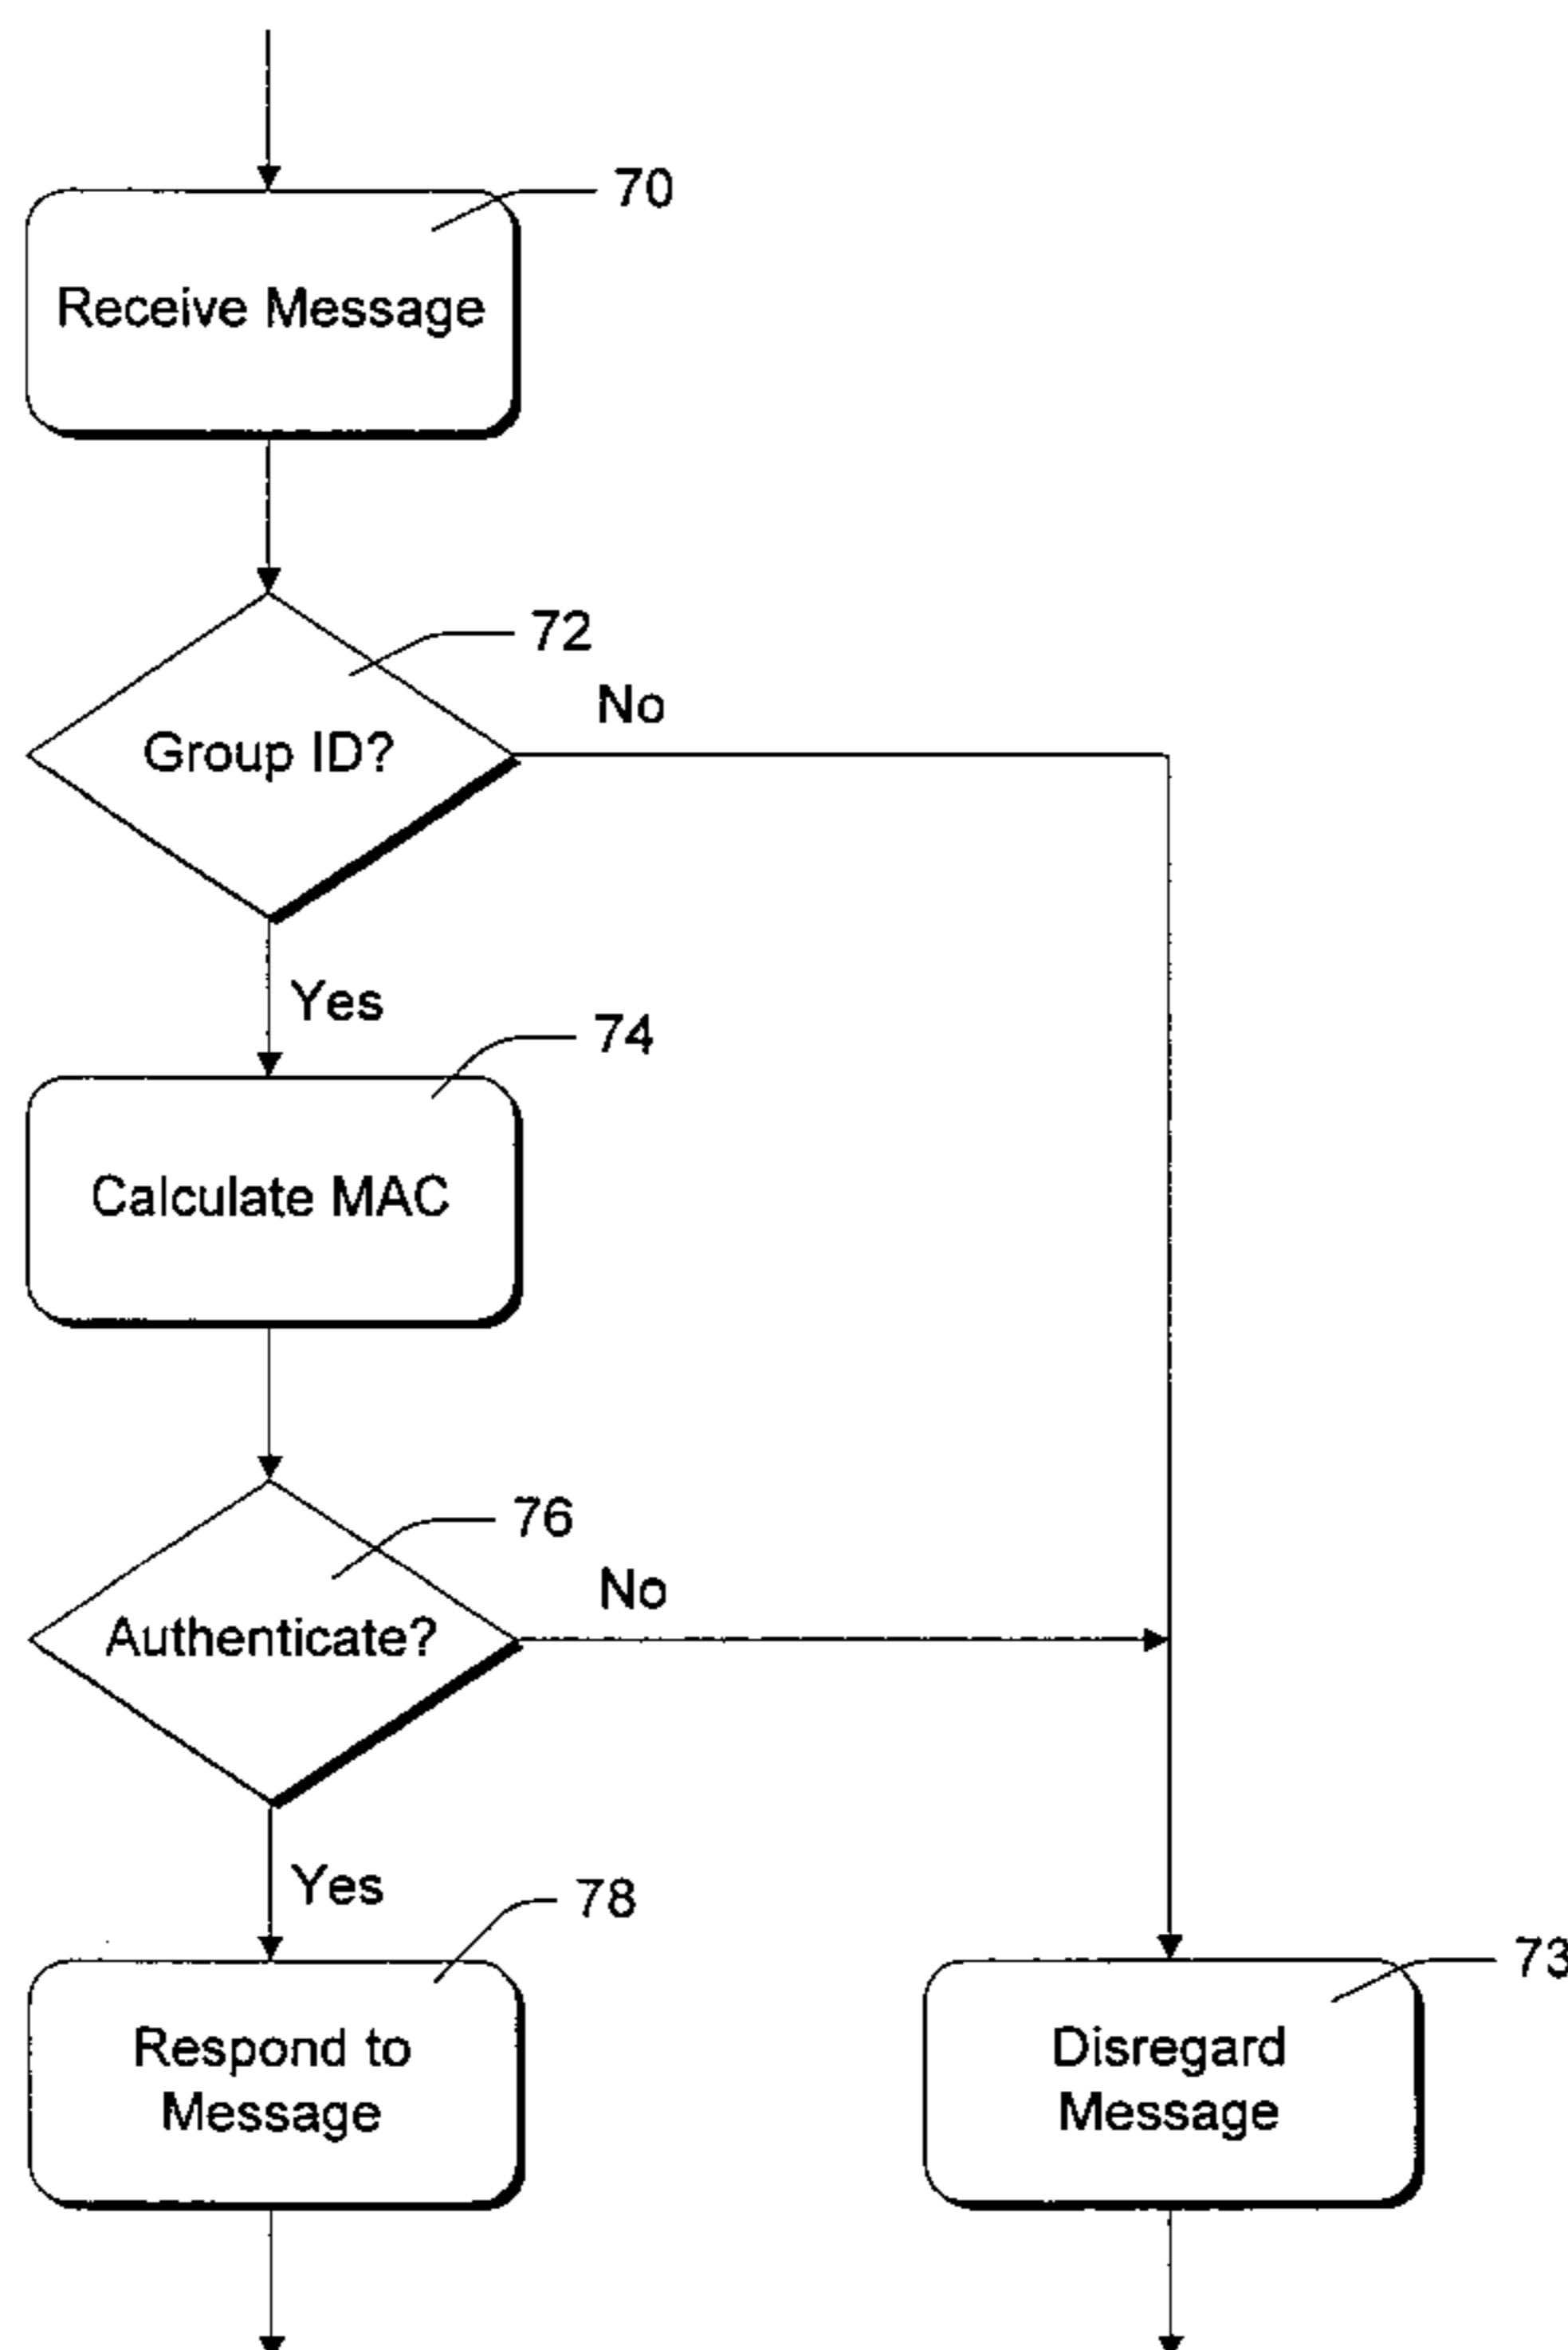 70
Receive Message
72
No
Group ID?
Yes
74
Calculate MAC
76
No
Authenticate?
Yes
78
73
Respond to
Message
Disregard
Message